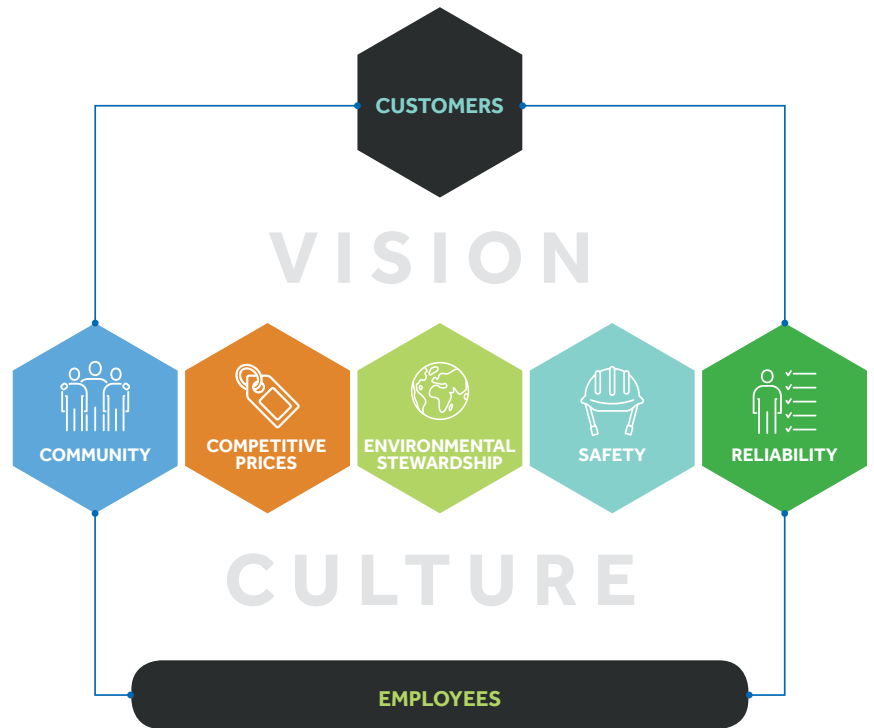 CUSTOMERS
VISION
COMMUNITY
COMPETITIVE
PRICES
ENVIRONMENTAL
STEWARDSHIP
SAFETY
RELIABILITY
CULTURE
EMPLOYEES